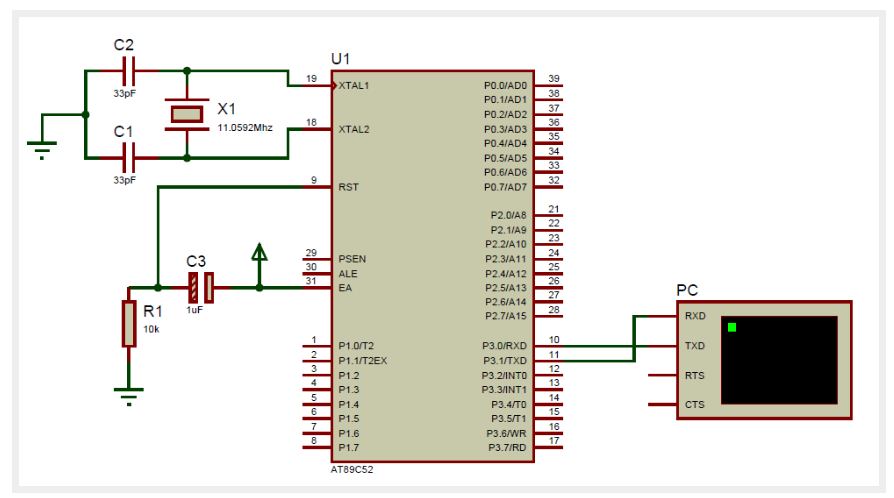 C2
33pF
X1
11.0592Mhz
C1
33pF
U1
19 XTAL1
18 XTAL2
9 RST
29 PSEN
30 ALE
31 EA
1 P1.0/T2
2 P1.1/T2EX
3 P1.2
4 P1.3
5 P1.4
6 P1.5
7 P1.6
8 P1.7
P0.0/AD0 39
P0.1/AD1 38
P0.2/AD2 37
P0.3/AD3 36
P0.4/AD4 35
P0.5/AD5 34
P0.6/AD6 33
P0.7/AD7 32
P2.0/A8 21
P2.1/A9 22
P2.2/A10 23
P2.3/A11 24
P2.4/A12 25
P2.5/A13 26
P2.6/A14 27
P2.7/A15 28
P3.0/RXD 10
P3.1/TXD 11
P3.2/INT0 12
P3.3/INT1 13
P3.4/T0 14
P3.5/T1 15
P3.6/WR 16
P3.7/RD 17
AT89C52
C3
1uF
R1
10k
PC
RXD
TXD
RTS
CTS